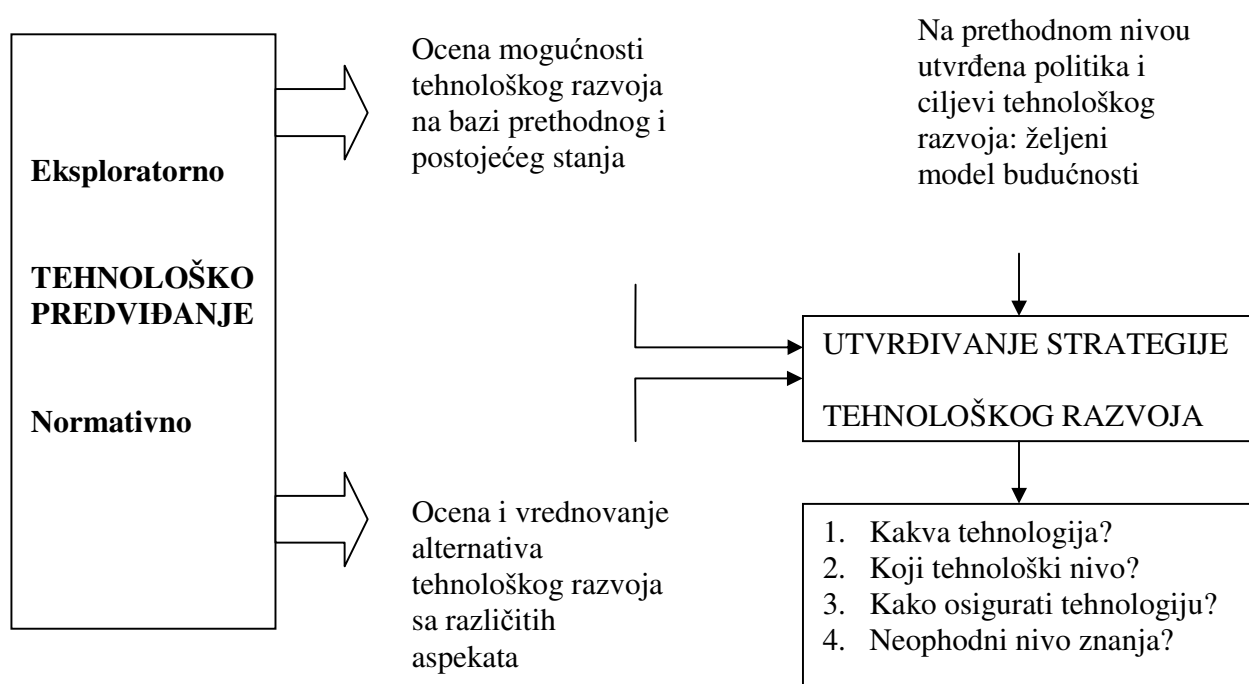 Eksploratorno
TEHNOLOŠKO
PREDVIĐANJE
Normativno
Ocena mogućnosti
tehnološkog razvoja
na bazi prethodnog i
postojećeg stanja
Ocena i vrednovanje
alternativa
tehnološkog razvoja
sa različitih
aspekata
Na prethodnom nivou
utvrđena politika i
ciljevi tehnološkog
razvoja: željeni
model budućnosti
UTVRĐIVANJE STRATEGIJE
TEHNOLOŠKOG RAZVOJA
1. Kakva tehnologija?
2. Koji tehnološki nivo?
3. Kako osigurati tehnologiju?
4. Neophodni nivo znanja?